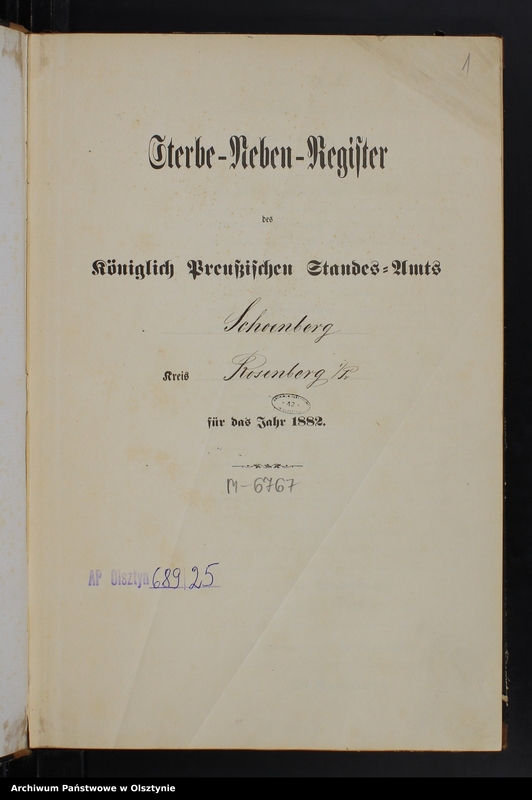 1
Sterbe-Neben-Register
des
Königlich Preußischen Standes-Amts
Schoenberg
Kreis Rosenberg i/P.
42
für das Jahr 1882.
M-6767
AP Olsztyn 689/25
Archiwum Państwowe w Olsztynie